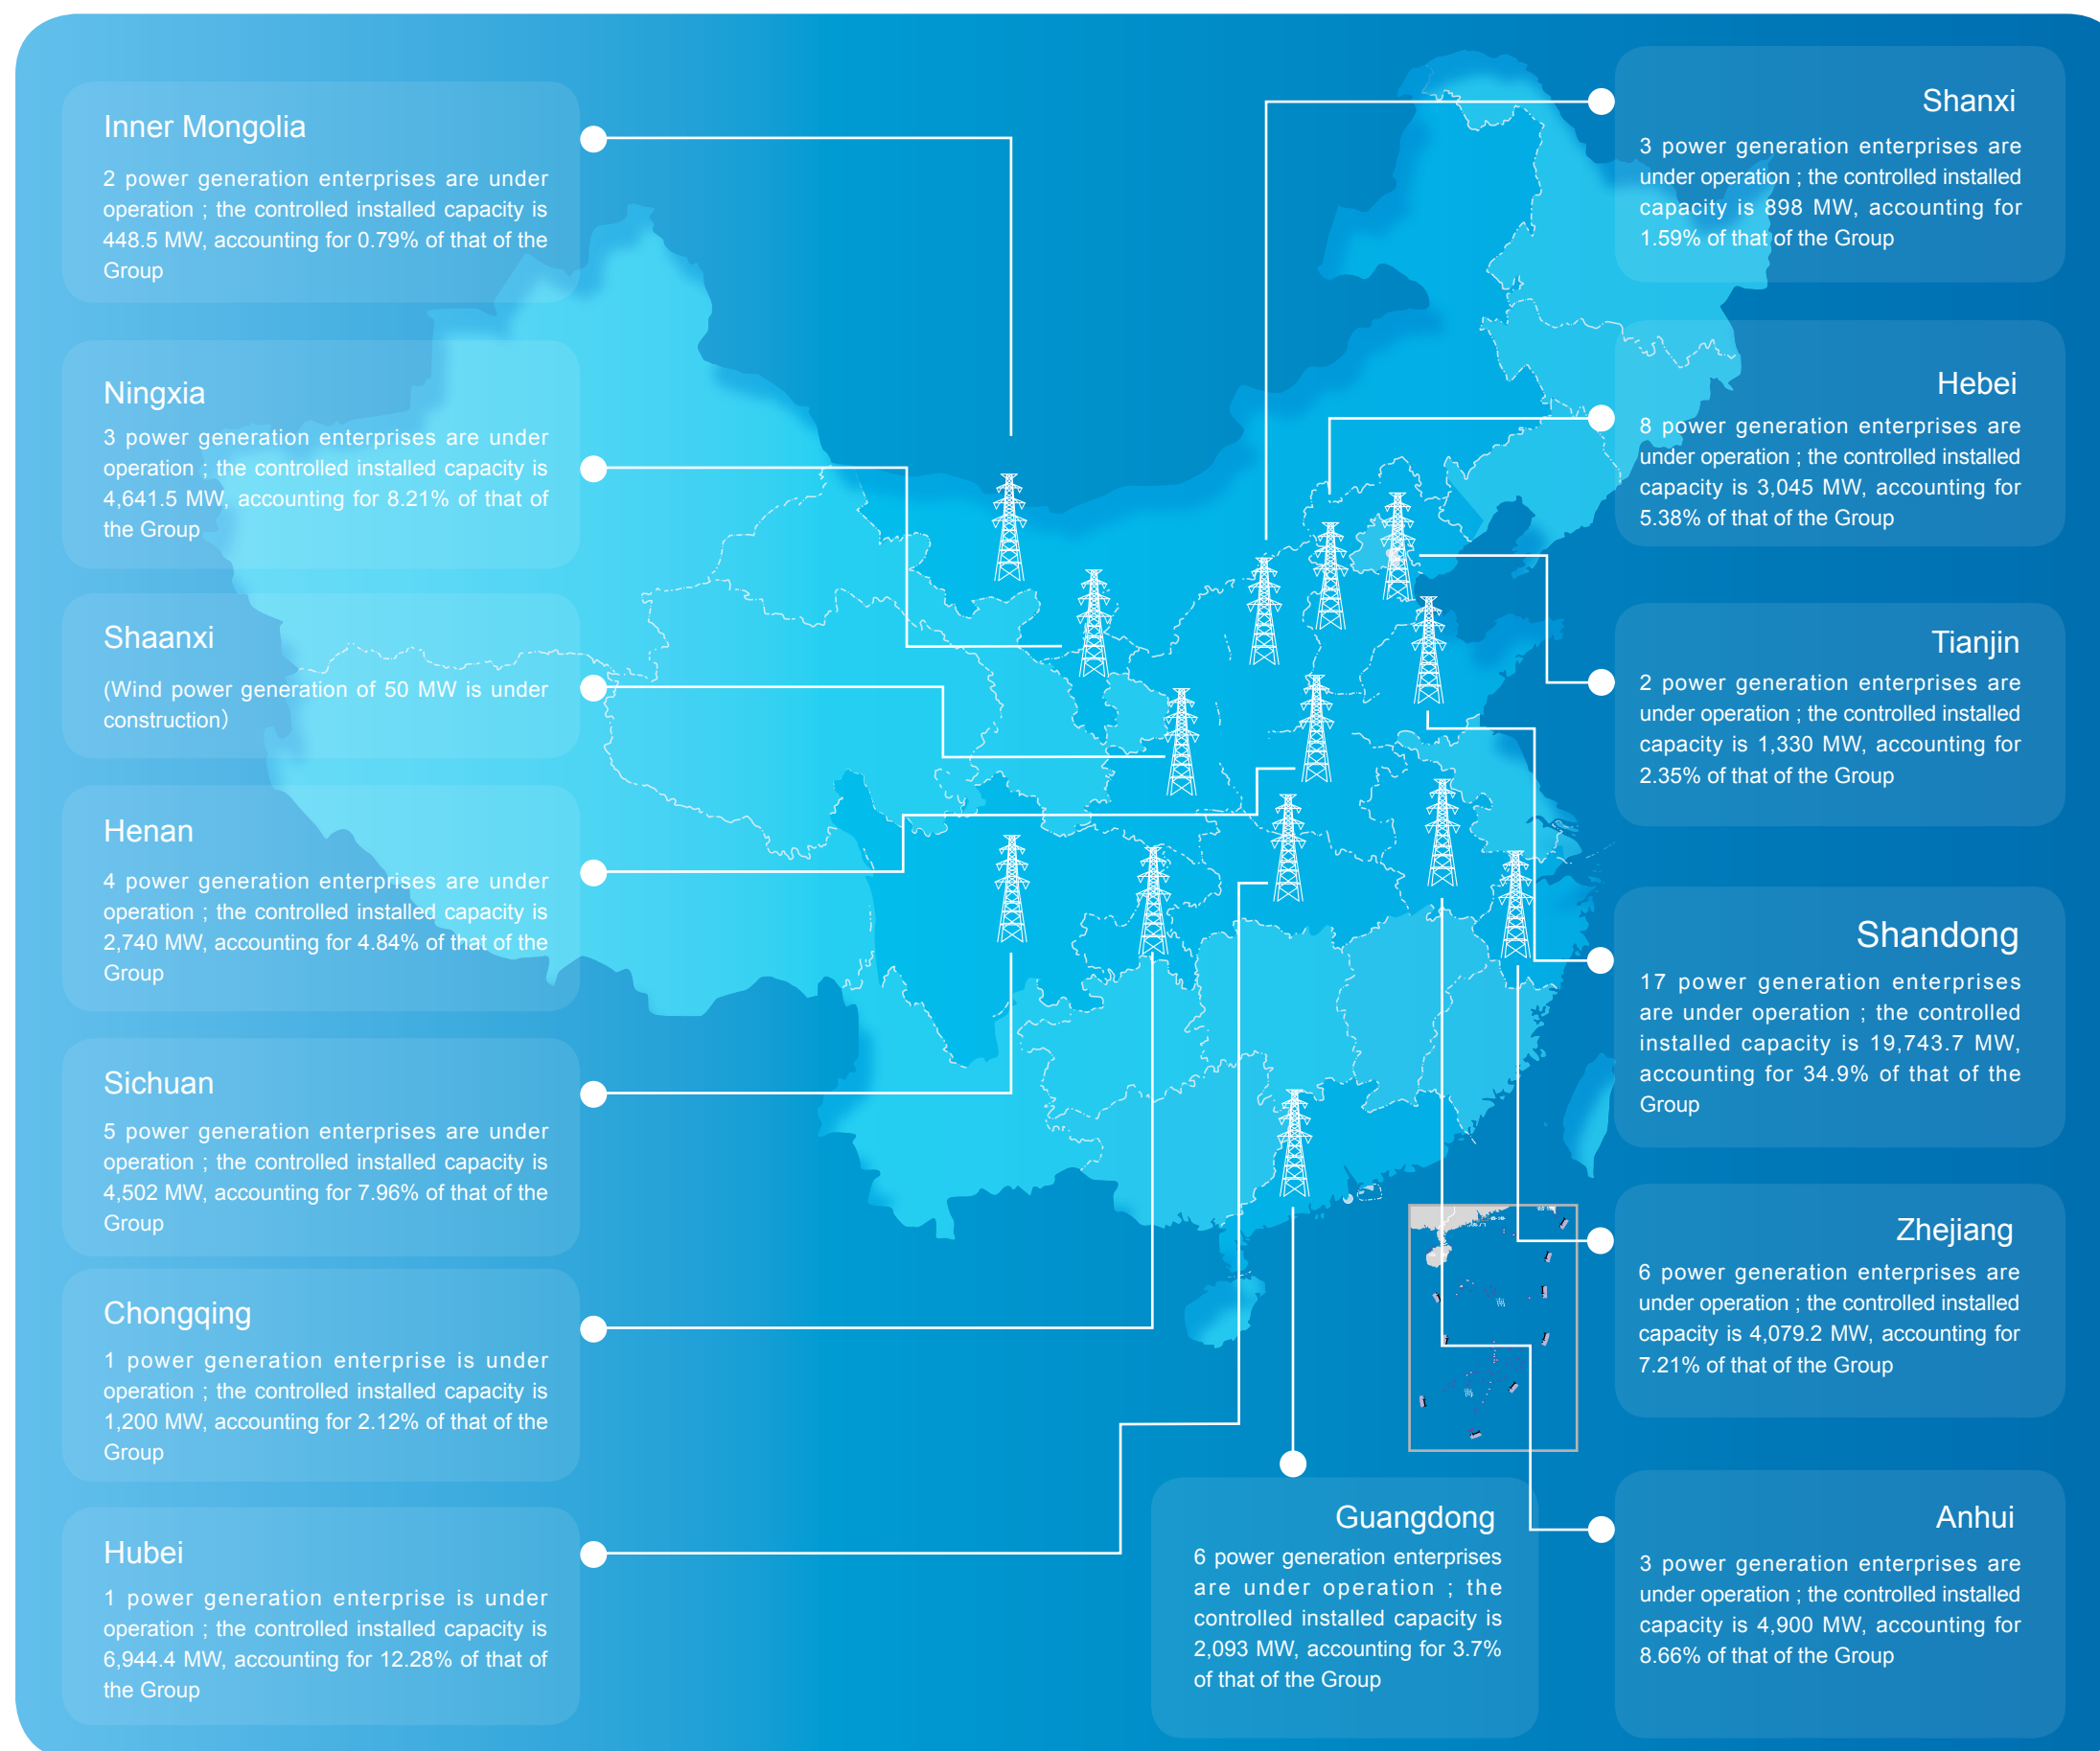 Inner Mongolia
2 power generation enterprises are under
operation ; the controlled installed capacity is
448.5 MW, accounting for 0.79% of that of the
Group
Ningxia
3 power generation enterprises are under
operation ; the controlled installed capacity is
4,641.5 MW, accounting for 8.21% of that of
the Group
Shaanxi
(Wind power generation of 50 MW is under
construction）
Henan
4 power generation enterprises are under
operation ; the controlled installed capacity is
2,740 MW, accounting for 4.84% of that of the
Group
Sichuan
5 power generation enterprises are under
operation ; the controlled installed capacity is
4,502 MW, accounting for 7.96% of that of the
Group
Chongqing
1 power generation enterprise is under
operation ; the controlled installed capacity is
1,200 MW, accounting for 2.12% of that of the
Group
Hubei
1 power generation enterprise is under
operation ; the controlled installed capacity is
6,944.4 MW, accounting for 12.28% of that of
the Group
Guangdong
6 power generation enterprises
are under operation ; the
controlled installed capacity is
2,093 MW, accounting for 3.7%
of that of the Group
Shanxi
3 power generation enterprises are
under operation ; the controlled installed
capacity is 898 MW, accounting for
1.59% of that of the Group
Hebei
8 power generation enterprises are
under operation ; the controlled installed
capacity is 3,045 MW, accounting for
5.38% of that of the Group
Tianjin
2 power generation enterprises are
under operation ; the controlled installed
capacity is 1,330 MW, accounting for
2.35% of that of the Group
Shandong
17 power generation enterprises
are under operation ; the controlled
installed capacity is 19,743.7 MW,
accounting for 34.9% of that of the
Group
Zhejiang
6 power generation enterprises are
under operation ; the controlled installed
capacity is 4,079.2 MW, accounting for
7.21% of that of the Group
Anhui
3 power generation enterprises are
under operation ; the controlled installed
capacity is 4,900 MW, accounting for
8.66% of that of the Group